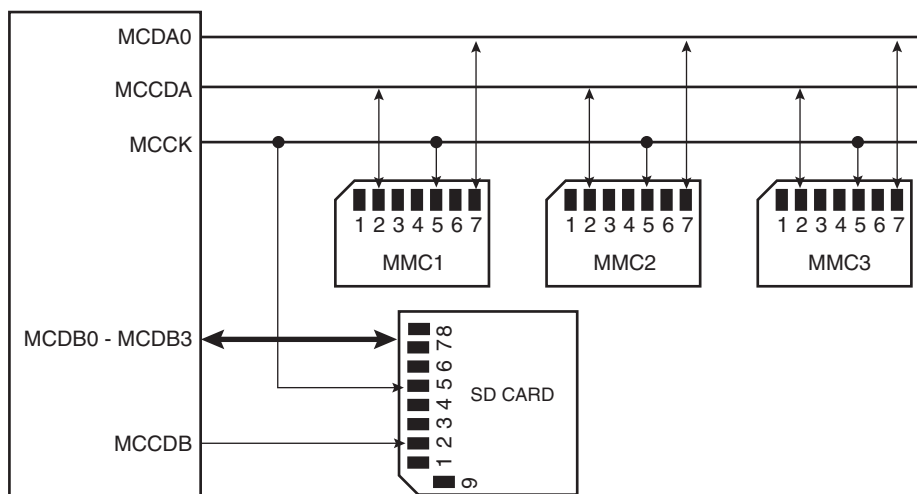 MCDA0
MCCDA
MCCK
1 2 3 4 5 6 7
MMC1
1 2 3 4 5 6 7
MMC2
1 2 3 4 5 6 7
MMC3
MCDB0 - MCDB3
MCCDB
1 2 3 4 5 6 7 8
9
SD CARD